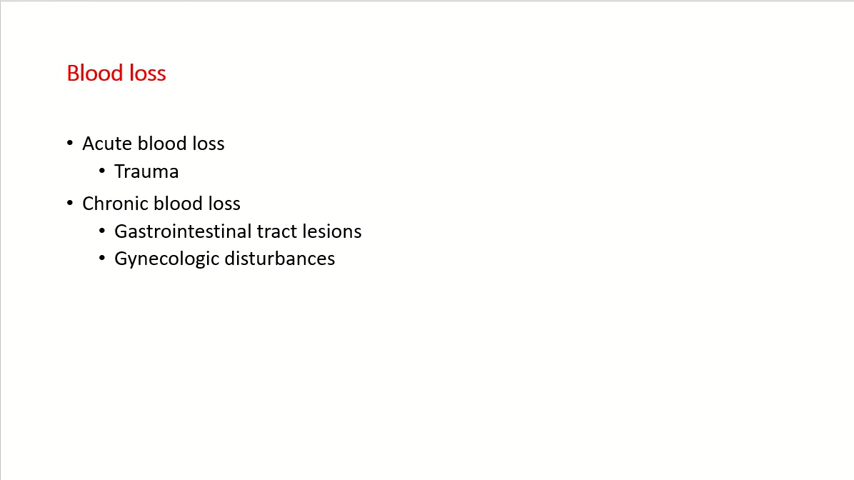 Blood loss
• Acute blood loss
• Trauma
• Chronic blood loss
• Gastrointestinal tract lesions
• Gynecologic disturbances